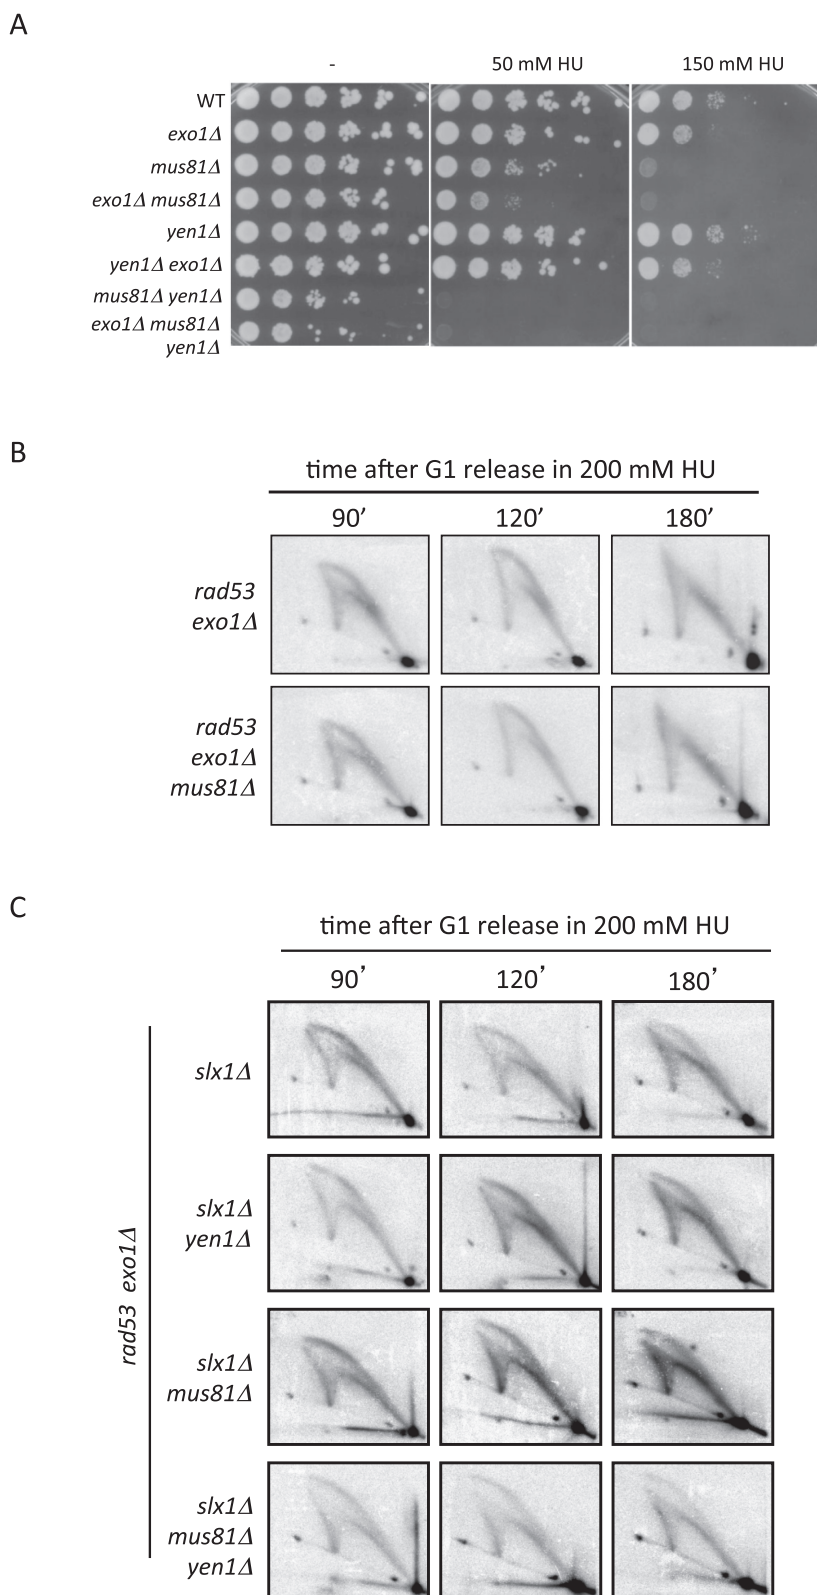 A
-
50 mM HU
150 mM HU
WT
exo1Δ
mus81Δ
exo1Δ mus81Δ
yen1Δ
yen1Δ exo1Δ
mus81Δ yen1Δ
exo1Δ mus81Δ
yen1Δ
B
time after G1 release in 200 mM HU
90’
120’
180’
rad53
exo1Δ
rad53
exo1Δ
mus81Δ
C
time after G1 release in 200 mM HU
90’
120’
180’
rad53 exo1Δ
slx1Δ
slx1Δ
yen1Δ
slx1Δ
mus81Δ
slx1Δ
mus81Δ
yen1Δ